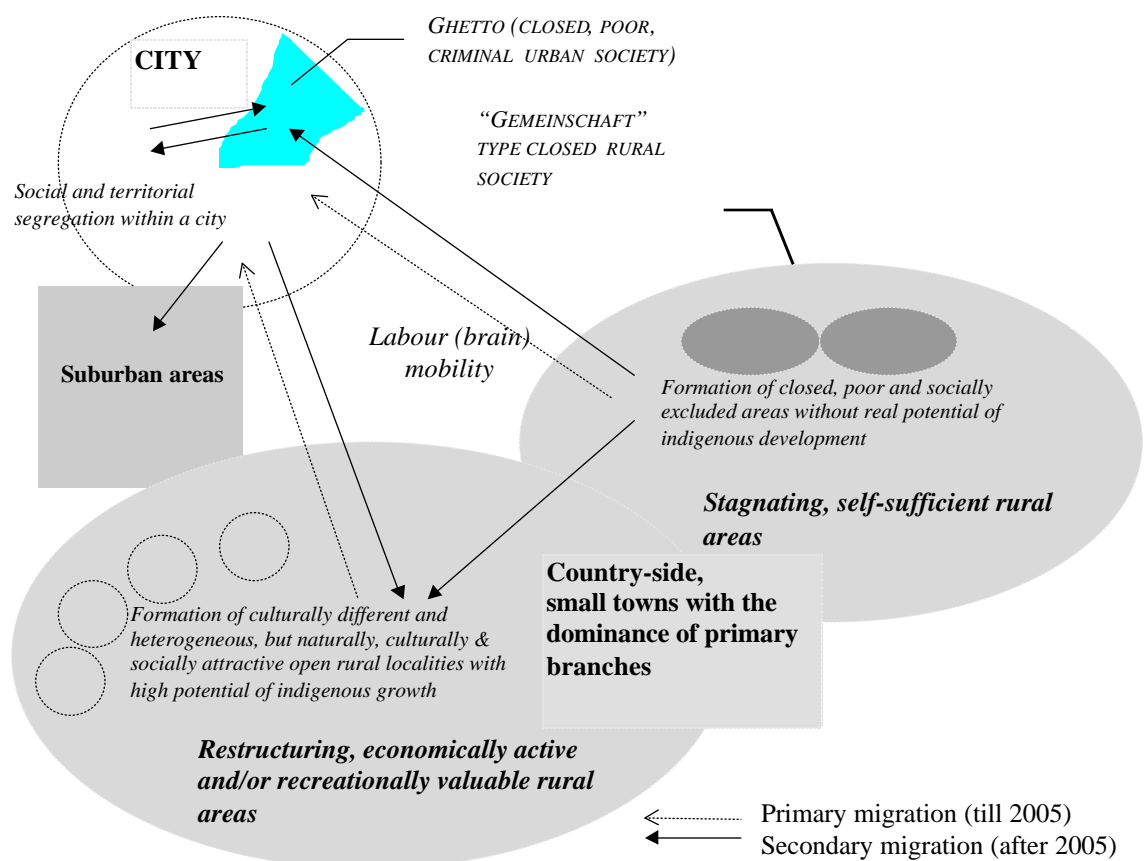 GHETTO (CLOSED, POOR,
CRIMINAL URBAN SOCIETY)
CITY
“GEMEINSCHAFT”
TYPE CLOSED RURAL
SOCIETY
Social and territorial
segregation within a city
Labour (brain)
mobility
Suburban areas
Formation of closed, poor and socially
excluded areas without real potential of
indigenous development
Stagnating, self-sufficient rural
areas
Country-side,
small towns with the
dominance of primary
branches
Formation of culturally different and
heterogeneous, but naturally, culturally &
socially attractive open rural localities with
high potential of indigenous growth
Restructuring, economically active
and/or recreationally valuable rural
areas
Primary migration (till 2005)
Secondary migration (after 2005)